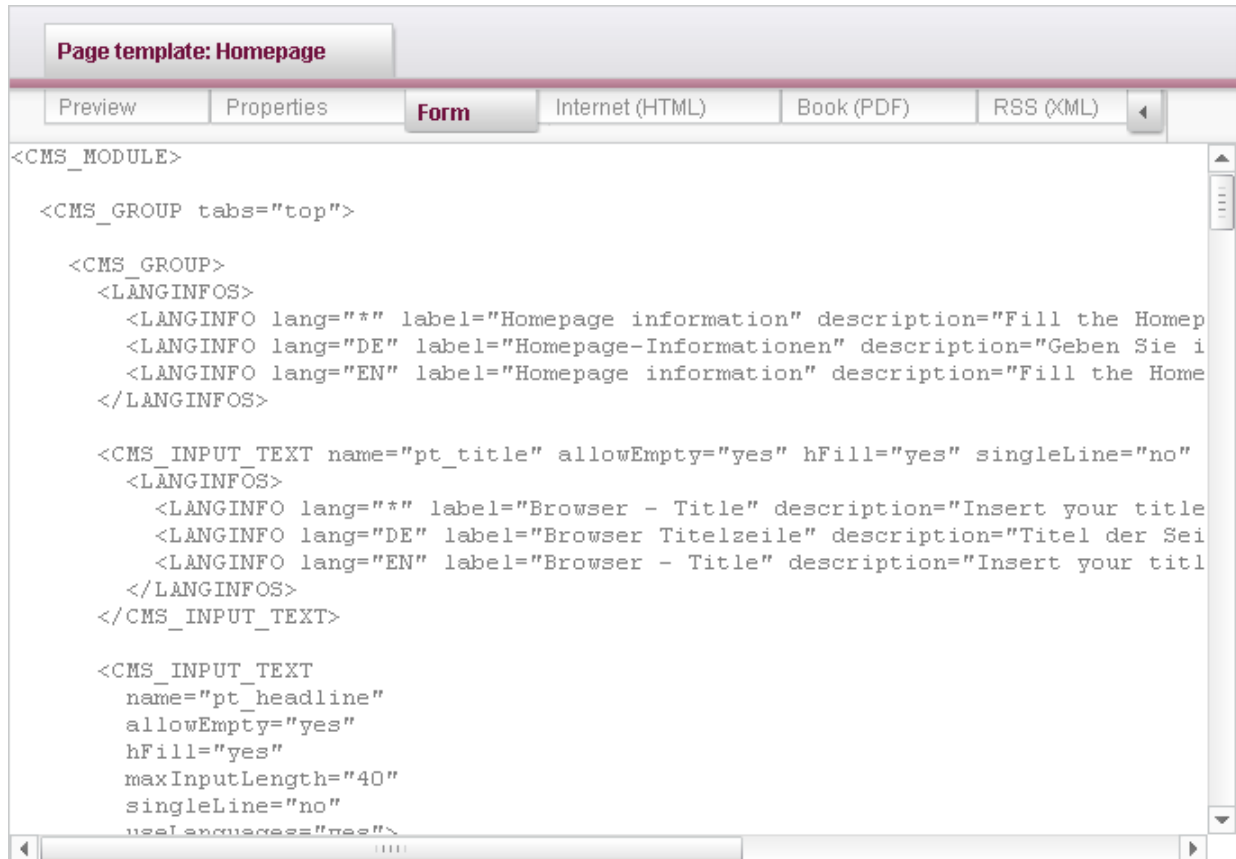 Page template: Homepage
Preview Properties Form Internet (HTML) Book (PDF) RSS (XML)
<CMS_MODULE>
<CMS_GROUP tabs="top">
<CMS_GROUP>
<LANGINFOS>
<LANGINFO lang="*" label="Homepage information" description="Fill the Homep
<LANGINFO lang="DE" label="Homepage-Informationen" description="Geben Sie i
<LANGINFO lang="EN" label="Homepage information" description="Fill the Home
</LANGINFOS>
<CMS_INPUT_TEXT name="pt_title" allowEmpty="yes" hFill="yes" singleLine="no"
<LANGINFOS>
<LANGINFO lang="*" label="Browser - Title" description="Insert your title
<LANGINFO lang="DE" label="Browser Titelzeile" description="Titel der Sei
<LANGINFO lang="EN" label="Browser - Title" description="Insert your titl
</LANGINFOS>
</CMS_INPUT_TEXT>
<CMS_INPUT_TEXT
name="pt_headline"
allowEmpty="yes"
hFill="yes"
maxInputLength="40"
singleLine="no"
useLanguages="yes">